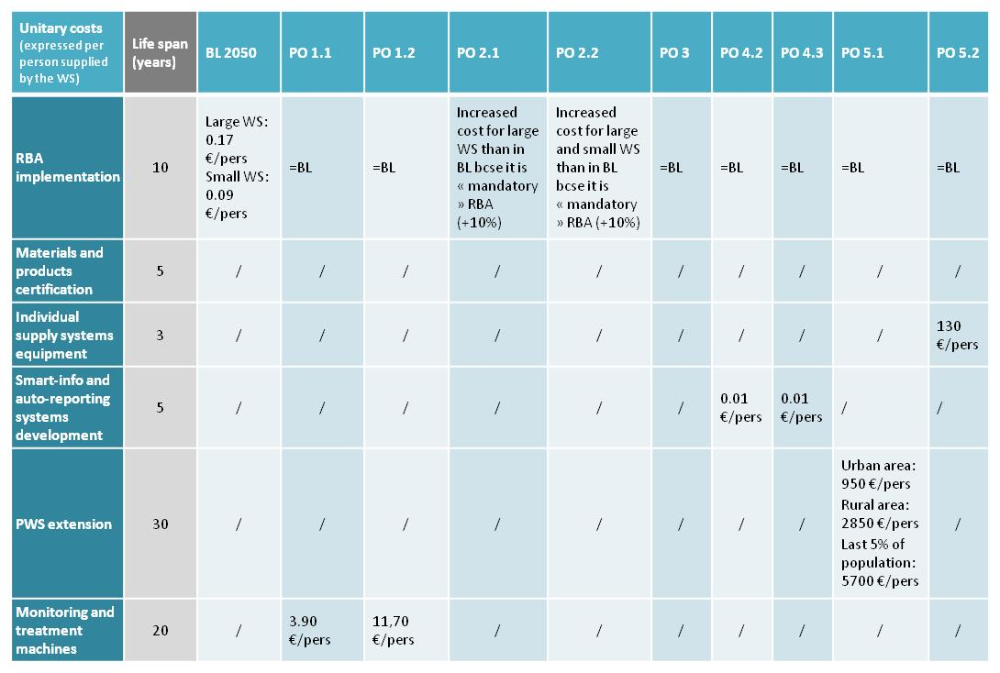 Unitary costs
(expressed per
person supplied
by the WS)
Life span
(years)
BL 2050
PO 1.1
PO 1.2
PO 2.1
PO 2.2
PO 3
PO 4.2
PO 4.3
PO 5.1
PO 5.2
RBA
implementation
10
Large WS:
0.17
€/pers
Small WS:
0.09
€/pers
=BL
=BL
Increased
cost for large
WS than in
BL bcse it is
« mandatory
» RBA
(+10%)
Increased
cost for large
and small WS
than in BL
bcse it is
« mandatory
» RBA (+10%)
=BL
=BL
=BL
=BL
=BL
Materials and
products
certification
5
/
/
/
/
/
/
/
/
/
/
Individual
supply systems
equipment
3
/
/
/
/
/
/
/
/
/
130
€/pers
Smart-info and
auto-reporting
systems
development
5
/
/
/
/
/
/
0.01
€/pers
0.01
€/pers
/
/
PWS extension
30
/
/
/
/
/
/
/
/
Urban area:
950 €/pers
Rural area:
2850 €/pers
Last 5% of
population:
5700 €/pers
/
Monitoring and
treatment
machines
20
/
3.90
€/pers
11,70
€/pers
/
/
/
/
/
/
/